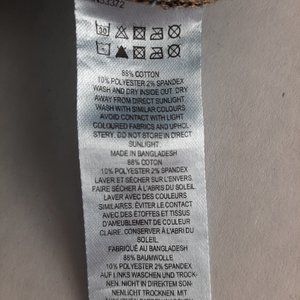 53372
30
88% COTTON
10% POLYESTER 2% SPANDEX
WASH AND DRY INSIDE OUT. DRY
AWAY FROM DIRECT SUNLIGHT.
WASH WITH SIMILAR COLOURS
AVOID CONTACT WITH LIGHT
COLOURED FABRICS AND UPHOL
STERY. DO NOT STORE IN DIRECT
SUNLIGHT.
MADE IN BANGLADESH
88% COTON
10% POLYESTER 2% SPANDEX
LAVER ET SÉCHER SUR L'ENVERS.
FAIRE SÉCHER À L'ABRIS DU SOLEIL.
LAVER AVEC DES COULEURS
SIMILAIRES. ÉVITER LE CONTACT
AVEC DES ÉTOFFES ET TISSUS
D'AMEUBLEMENT DE COULEUR
CLAIRE. CONSERVER À L'ABRI DU
SOLEIL.
FABRIQUÉ AU BANGLADESH
88% BAUMWOLLE
10% POLYESTER 2% SPANDEX
AUF LINKS WASCHEN UND TROCK-
NEN. NICHT IN DIREKTEM SON-
NENLICHT TROCKNEN. MIT